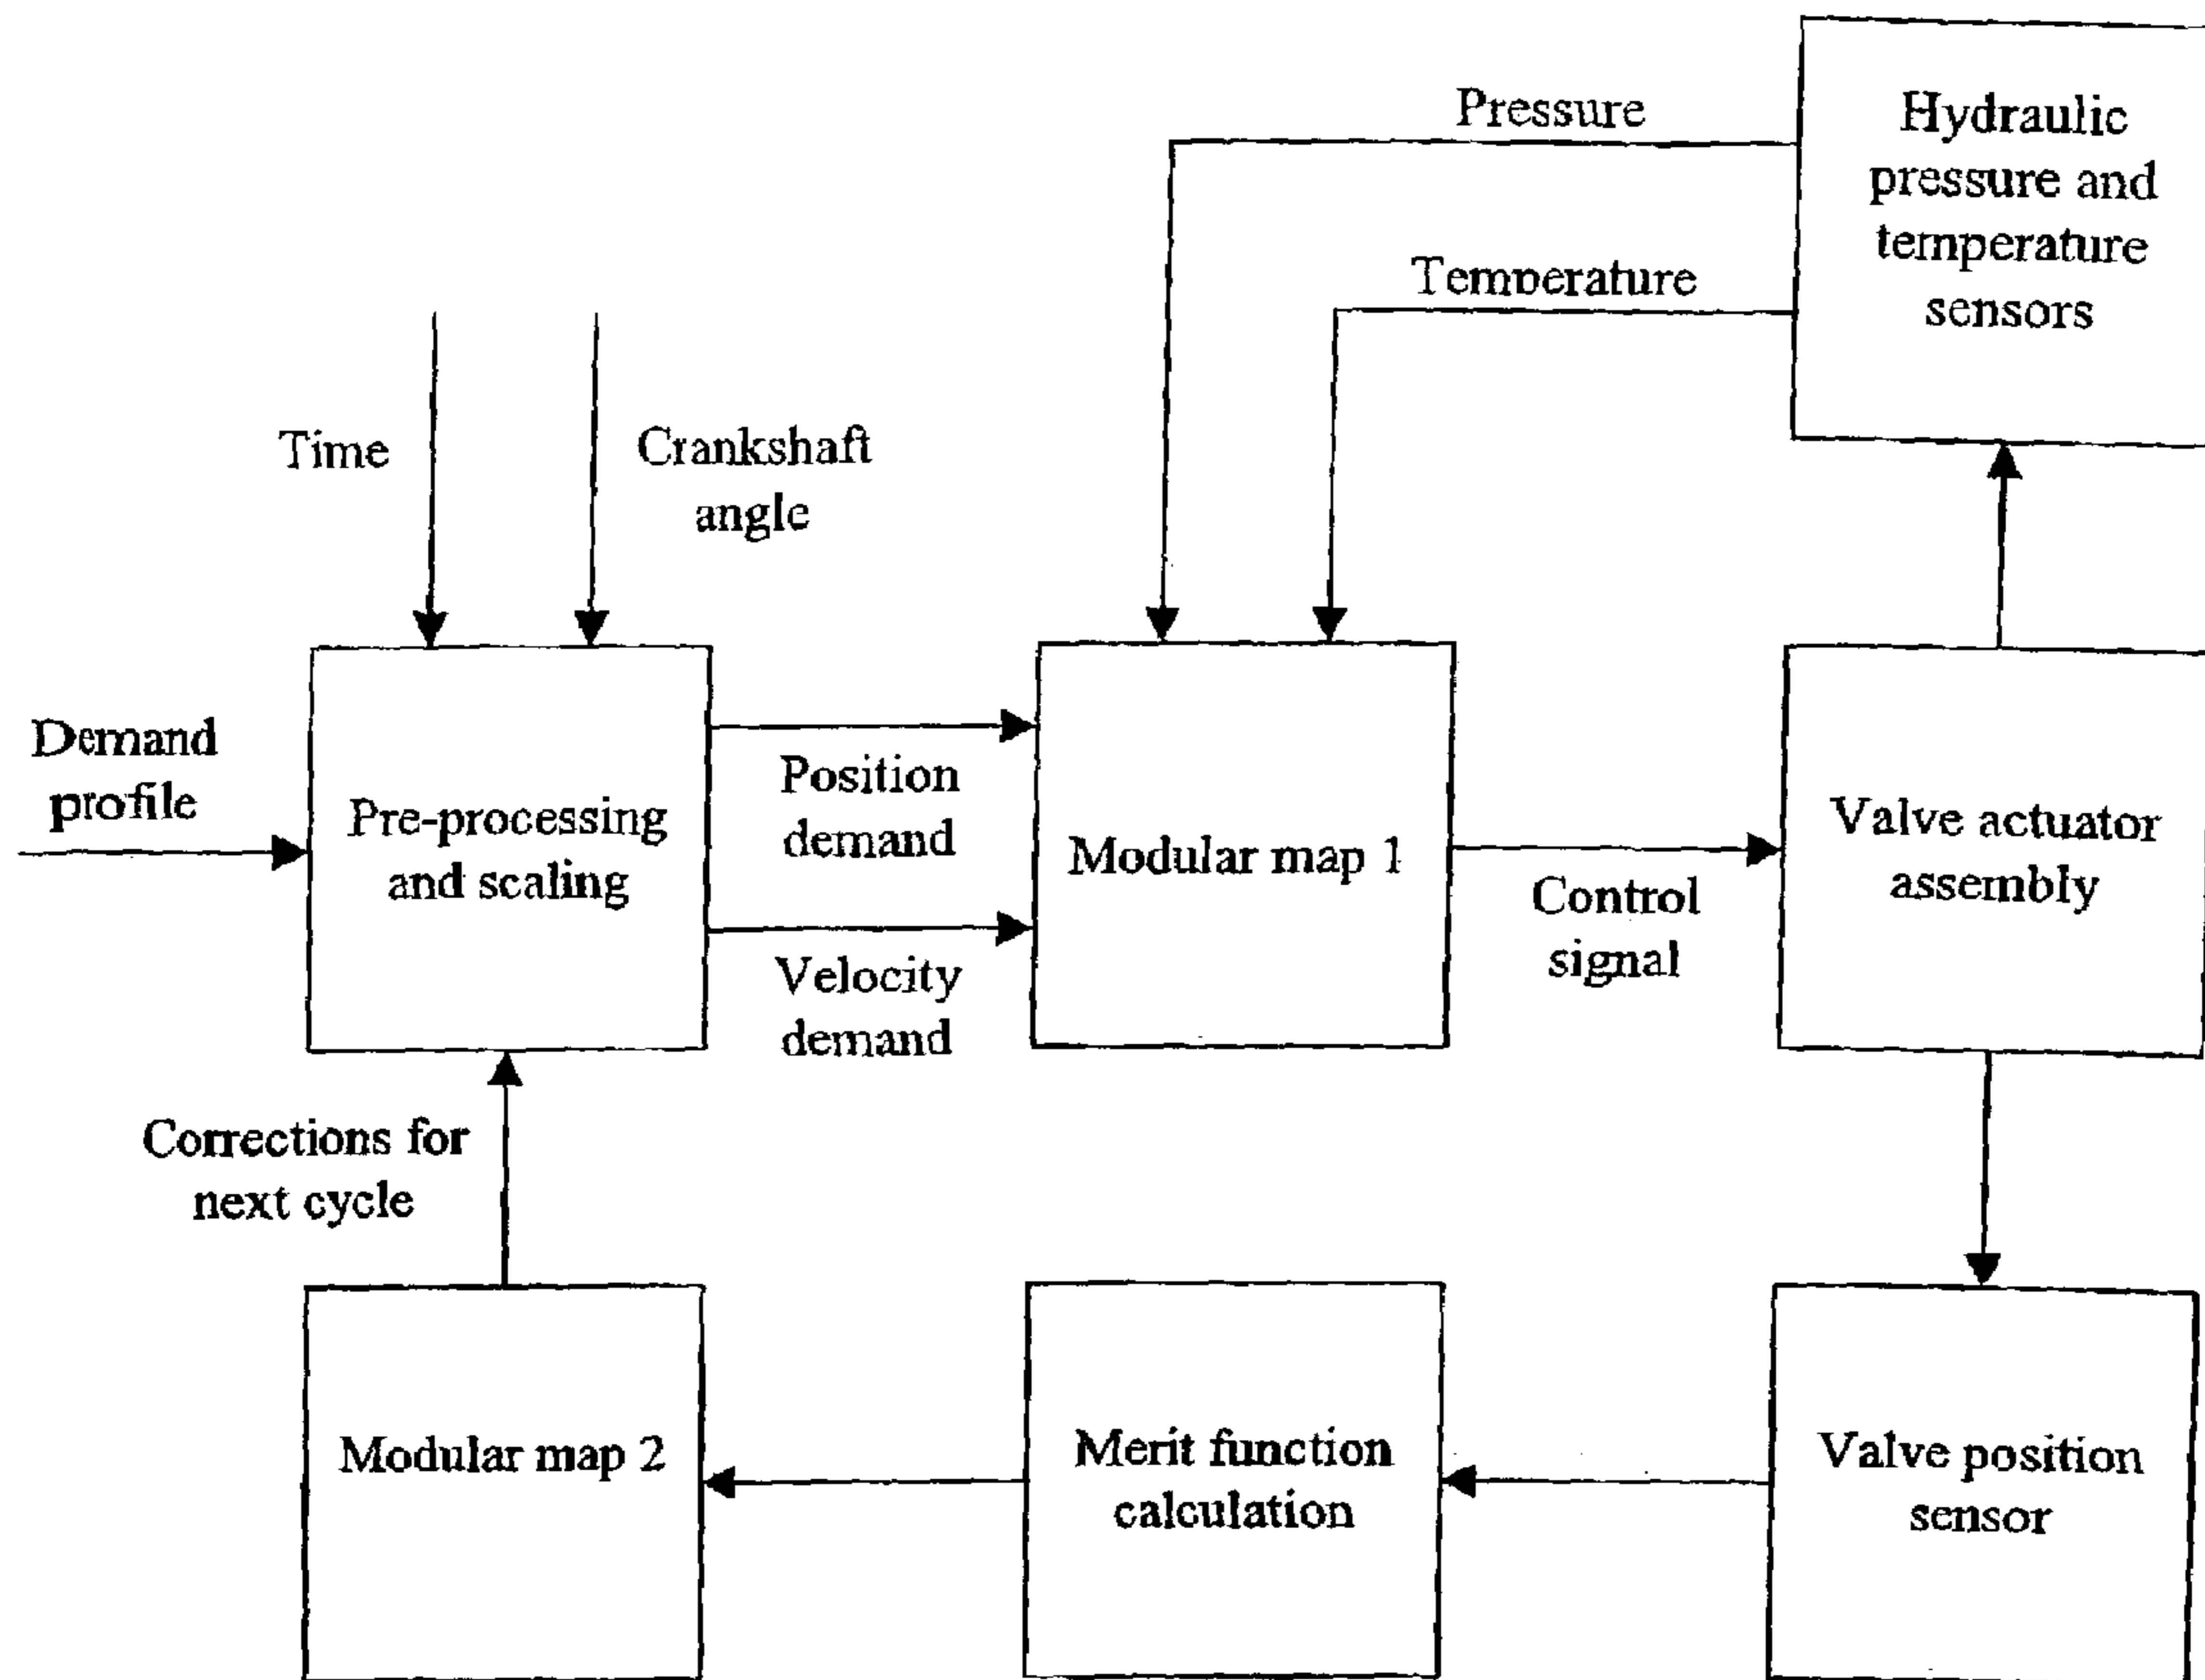 Pressure
Hydraulic
pressure and
temperature
sensors
Temperature
Time
Crankshaft
angle
Demand
profile
Pre-processing
and scaling
Position
demand
Velocity
demand
Modular map 1
Control
signal
Valve actuator
assembly
Corrections for
next cycle
Modular map 2
Merit function
calculation
Valve position
sensor